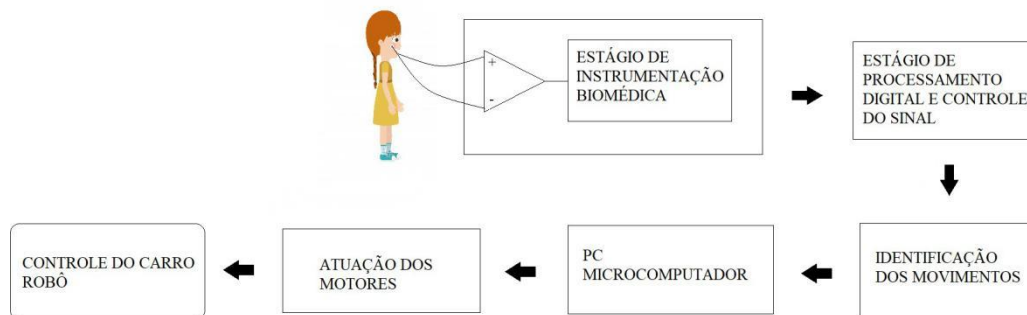 +
-
ESTÁGIO DE
INSTRUMENTAÇÃO
BIOMÉDICA
ESTÁGIO DE
PROCESSAMENTO
DIGITAL E CONTROLE
DO SINAL
IDENTIFICAÇÃO
DOS MOVIMENTOS
PC
MICROCOMPUTADOR
ATUAÇÃO DOS
MOTORES
CONTROLE DO CARRO
ROBÔ